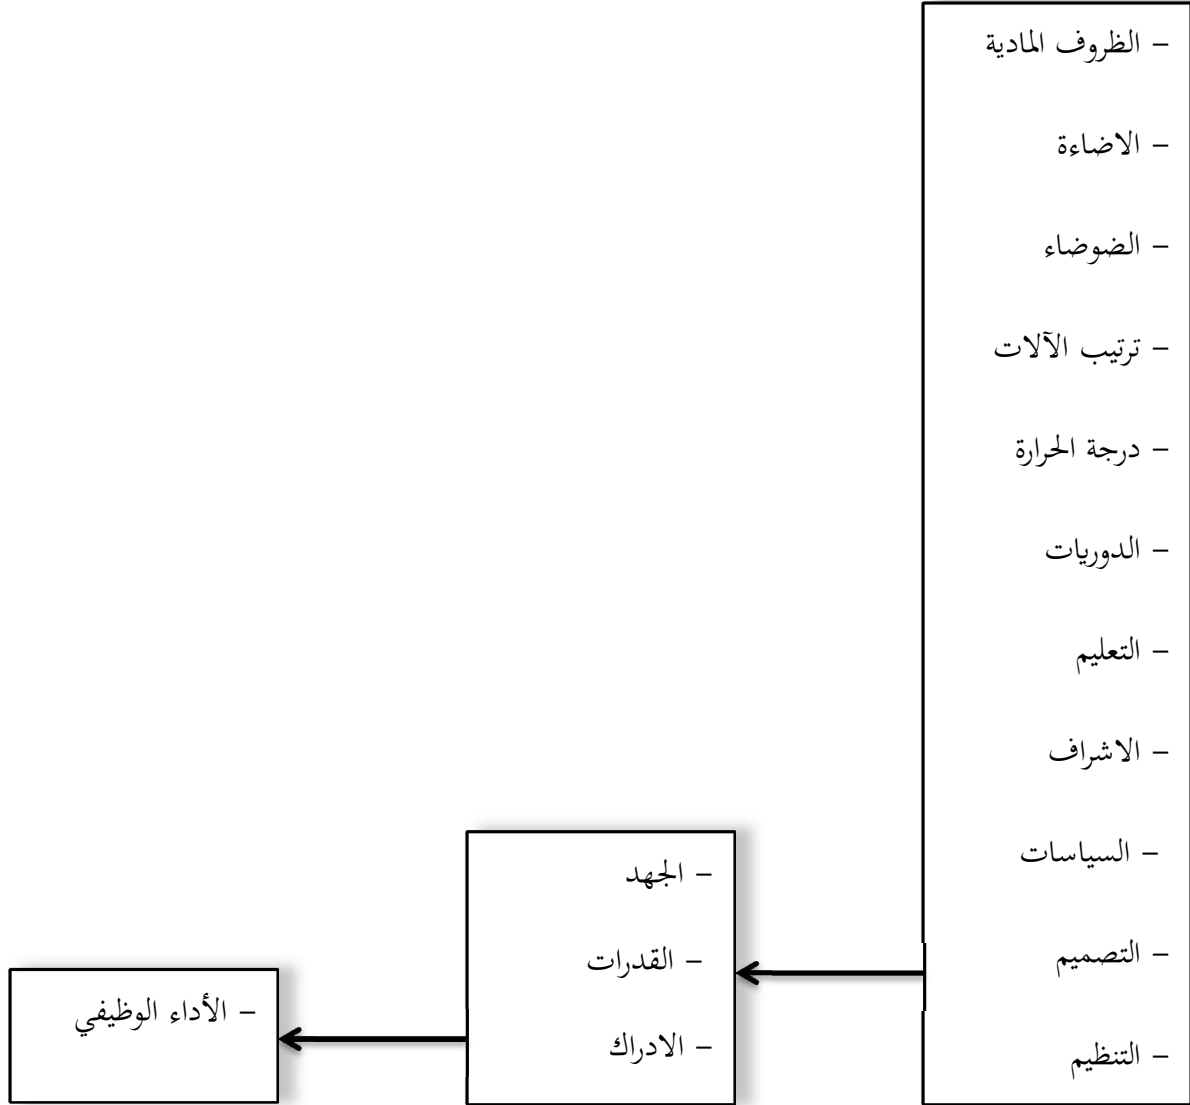 – الظروف المادية
– الاضاءة
– الضوضاء
– ترتيب الآلات
– درجة الحرارة
– الدوريات
– التعليم
– الاشراف
– السياسات
– التصميم
– التنظيم
– الجهد
– القدرات
– الادراك
– الأداء الوظيفي